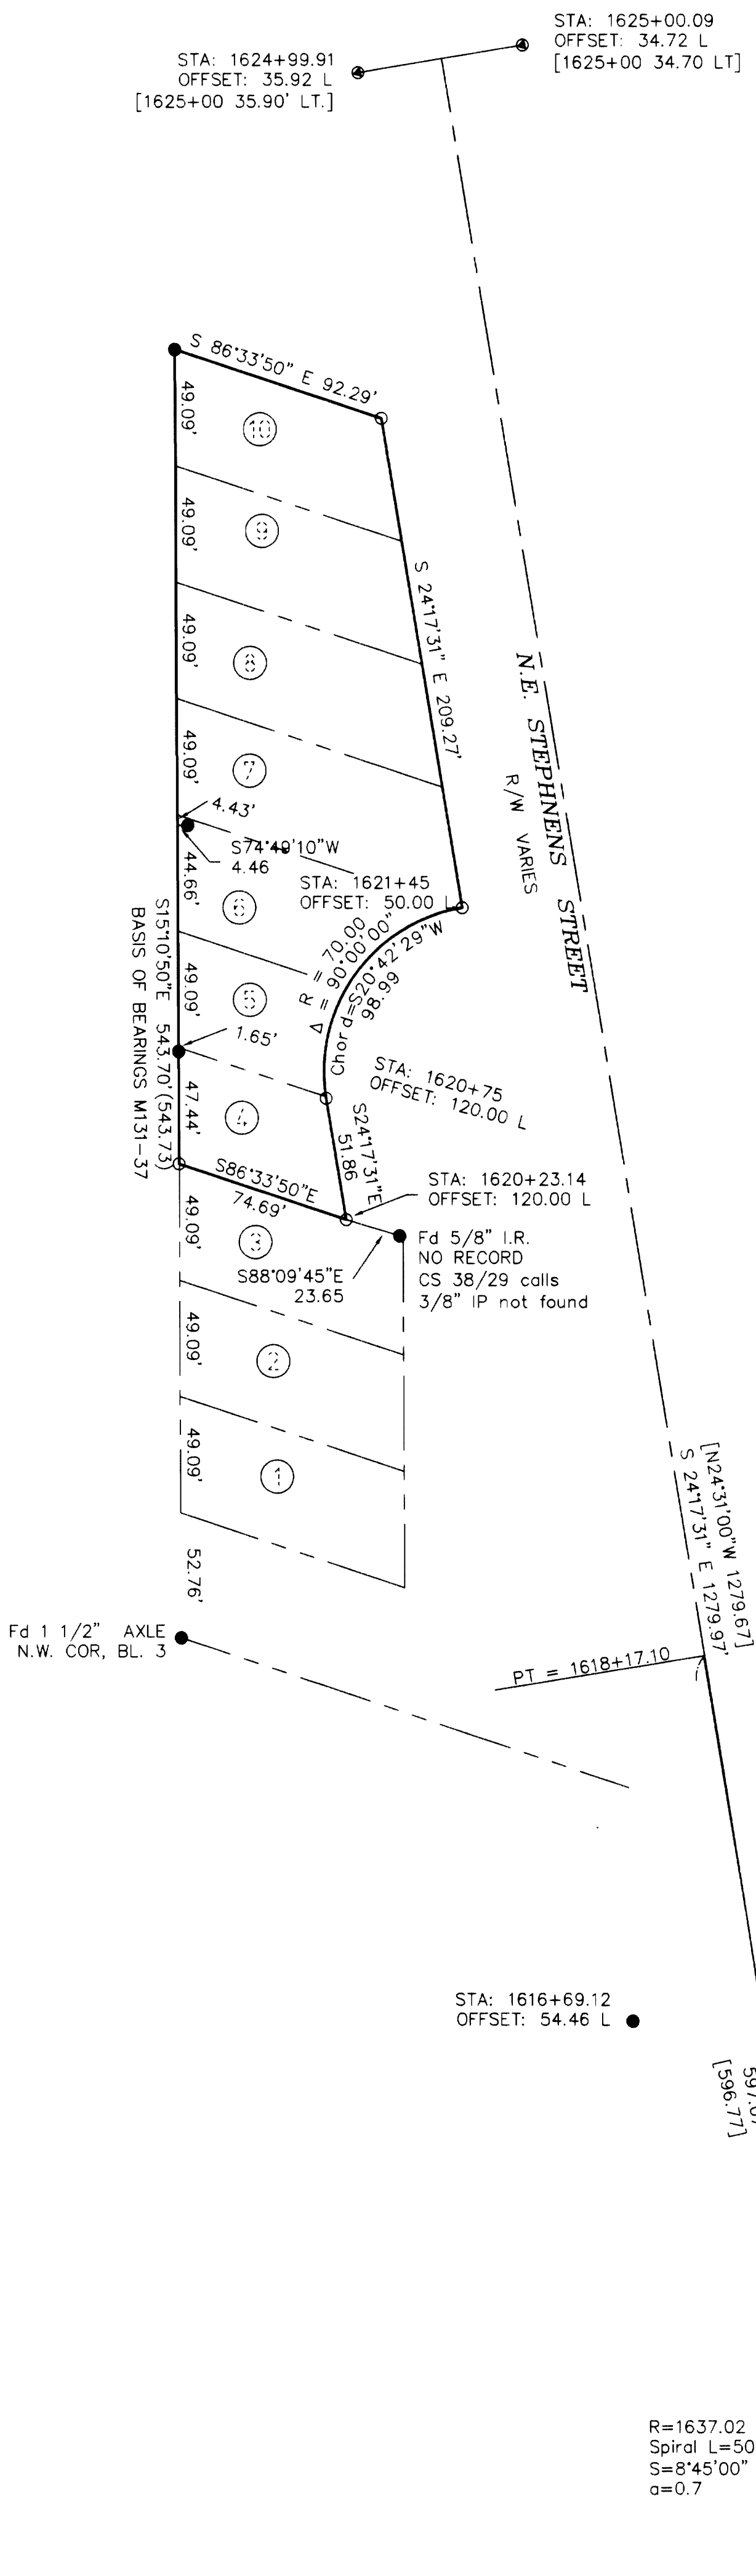 STA: 1625+00.09
OFFSET: 34.72 L
[1625+00 34.70 LT]
STA: 1624+99.91
OFFSET: 35.92 L
[1625+00 35.90' LT.]
S 86°33'50" E 92.29'
49.09'
10
49.09'
9
S 24°17'31" E 209.27'
49.09'
8
N.E. STEPHNENS STREET
R/W VARIES
49.09'
7
4.43'
S74°49'10"W
4.46
44.66'
STA: 1621+45
OFFSET: 50.00 L
6
R = 70.00
Δ = 90°00'00"
Chord=S20°42'29"W
98.99
S15°10'50"E 543.70'(543.73)
BASIS OF BEARINGS M131-37
49.09'
5
1.65'
STA: 1620+75
OFFSET: 120.00 L
47.44'
4
S24°17'31"E
51.86
S86°33'50"E
74.69'
STA: 1620+23.14
OFFSET: 120.00 L
49.09'
3
Fd 5/8" I.R.
NO RECORD
CS 38/29 calls
3/8" IP not found
S88°09'45"E
23.65
49.09'
2
49.09'
1
[N24°31'00"W 1279.67]
S 24°17'31" E 1279.97'
52.76'
Fd 1 1/2" AXLE
N.W. COR, BL. 3
PT = 1618+17.10
STA: 1616+69.12
OFFSET: 54.46 L
[596.77]
R=1637.02
Spiral L=50
S=8°45'00"
a=0.7